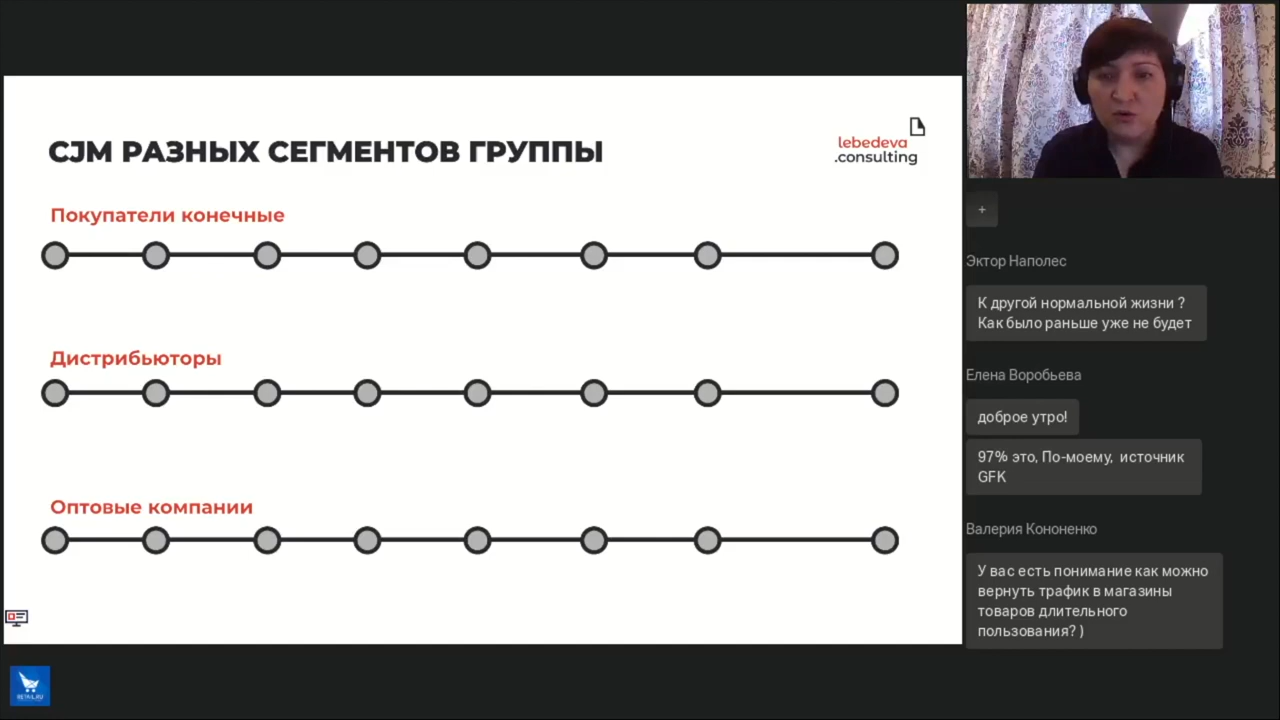 CJM РАЗНЫХ СЕГМЕНТОВ ГРУППЫ
lebedeva
.consulting
Покупатели конечные
Дистрибьюторы
Оптовые компании
RETAIL.RU
+
Эктор Наполес
К другой нормальной жизни ?
Как было раньше уже не будет
Елена Воробьева
доброе утро!
97% это, По-моему, источник
GFK
Валерия Кононенко
У вас есть понимание как можно
вернуть трафик в магазины
товаров длительного
пользования? )